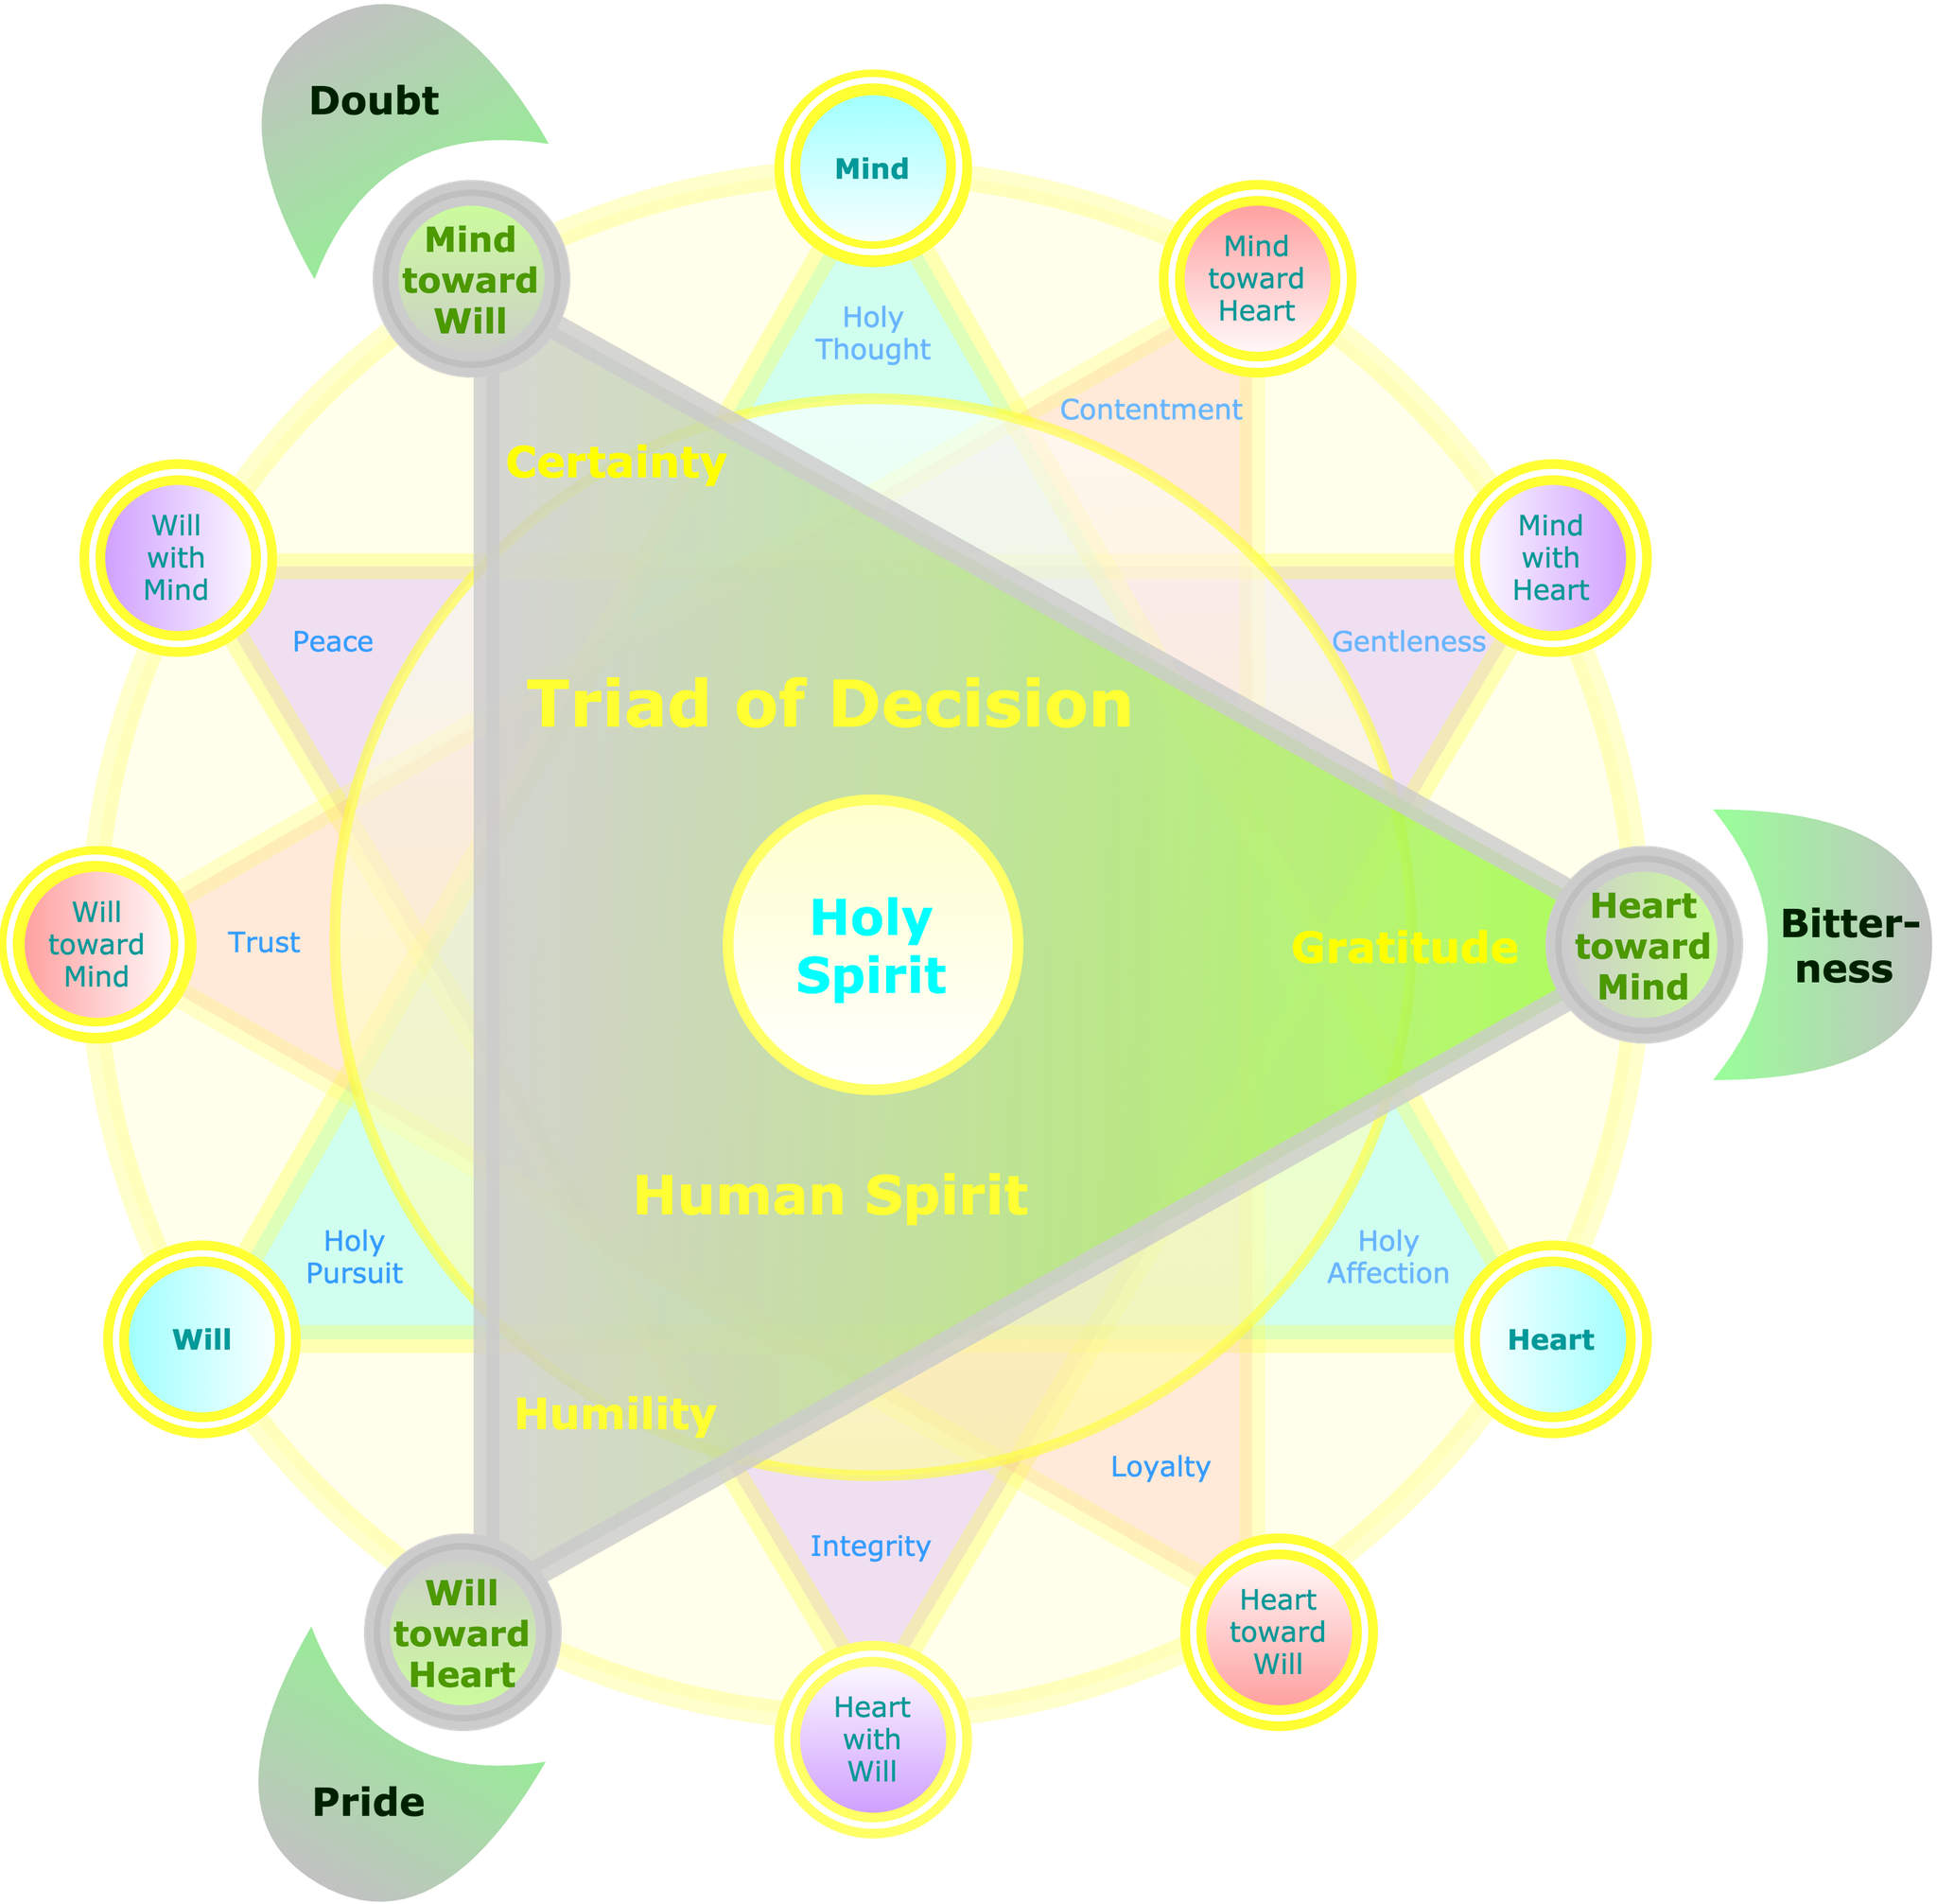 Doubt
Mind
Mind
toward
Will
Mind
toward
Heart
Holy
Thought
Contentment
Certainty
Will
with
Mind
Mind
with
Heart
Peace
Gentleness
Triad of Decision
Will
toward
Mind
Trust
Holy
Spirit
Gratitude
Heart
toward
Mind
Bitter-
ness
Human Spirit
Holy
Pursuit
Holy
Affection
Will
Heart
Humility
Loyalty
Integrity
Will
toward
Heart
Heart
toward
Will
Heart
with
Will
Pride